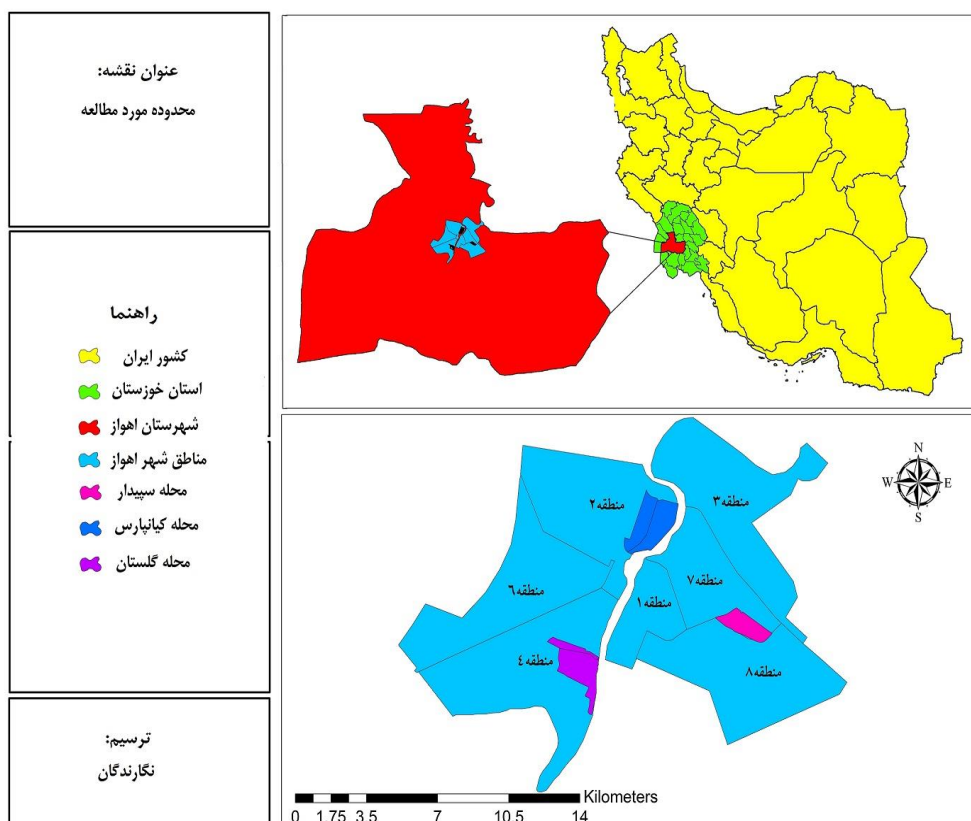 عنوان نقشه:
محدوده مورد مطالعه
راهنما
کشور ایران
استان خوزستان
شهرستان اهواز
مناطق شهر اهواز
محله سپیدار
محله کیانپارس
محله گلستان
ترسیم:
نگارندگان
N
W E
S
منطقه۲
منطقه۳
منطقه۷
منطقه۶
منطقه۱
منطقه۴
منطقه۸
Kilometers
0 1.75 3.5 7 10.5 14